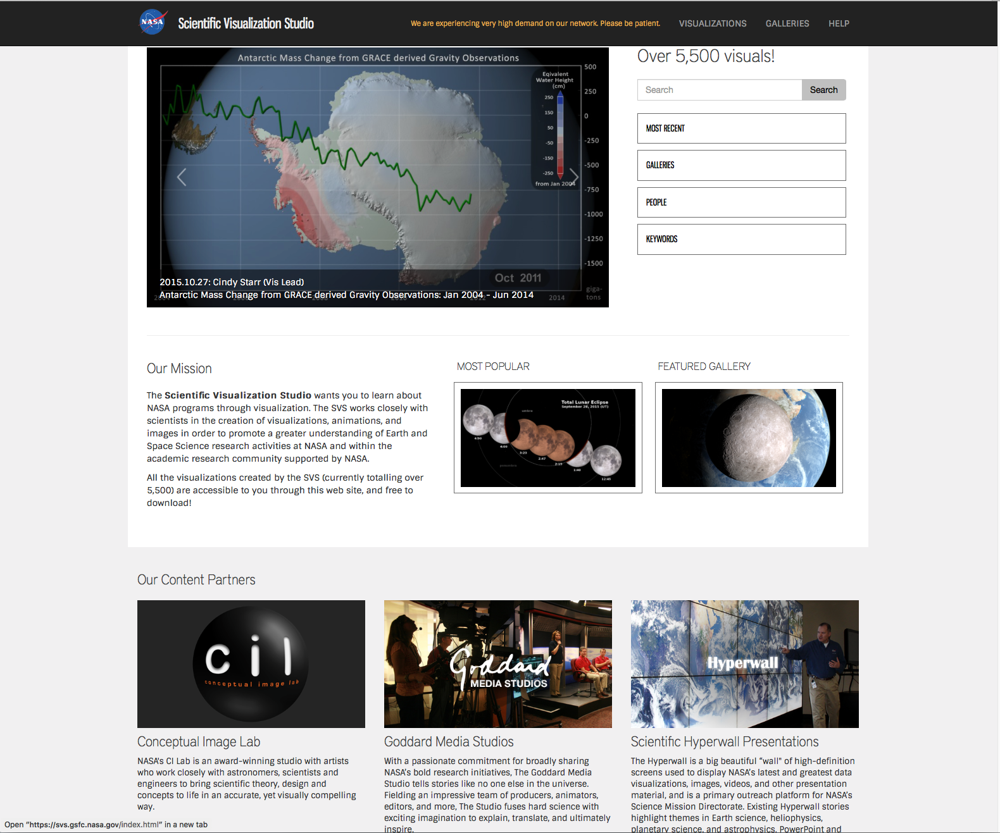 NASA
Scientific Visualization Studio
We are experiencing very high demand on our network. Please be patient.
VISUALIZATIONS
GALLERIES
HELP
Antarctic Mass Change from GRACE derived Gravity Observations
Eqivalent
Water Height
(cm)
250
150
50
-50
-150
-250
from Jan 2004
500
250
0
-250
-500
-750
-1000
-1250
-1500
giga-
tons
Oct 2011
2015.10.27: Cindy Starr (Vis Lead)
Antarctic Mass Change from GRACE derived Gravity Observations: Jan 2004 - Jun 2014
2012
2014
Over 5,500 visuals!
Search
Search
MOST RECENT
GALLERIES
PEOPLE
KEYWORDS
Our Mission
The Scientific Visualization Studio wants you to learn about
NASA programs through visualization. The SVS works closely with
scientists in the creation of visualizations, animations, and
images in order to promote a greater understanding of Earth and
Space Science research activities at NASA and within the
academic research community supported by NASA.
All the visualizations created by the SVS (currently totalling over
5,500) are accessible to you through this web site, and free to
download!
MOST POPULAR
Total Lunar Eclipse
September 28, 2015 (UT)
umbra
penumbra
4:50
4:00
3:23
2:47
2:15
1:40
12:45
FEATURED GALLERY
Our Content Partners
cil
conceptual image lab
Conceptual Image Lab
NASA's CI Lab is an award-winning studio with artists
who work closely with astronomers, scientists and
engineers to bring scientific theory, design and
concepts to life in an accurate, yet visually compelling
way.
Goddard
MEDIA STUDIOS
Goddard Media Studios
With a passionate commitment for broadly sharing
NASA's bold research initiatives, The Goddard Media
Studio tells stories like no one else in the universe.
Fielding an impressive team of producers, animators,
editors, and more, The Studio fuses hard science with
exciting imagination to explain, translate, and ultimately
inspire.
Hyperwall
Scientific Hyperwall Presentations
The Hyperwall is a big beautiful "wall" of high-definition
screens used to display NASA's latest and greatest data
visualizations, images, videos, and other presentation
material, and is a primary outreach platform for NASA's
Science Mission Directorate. Existing Hyperwall stories
highlight themes in Earth science, heliophysics,
planetary science, and astrophysics. PowerPoint and
Open "https://svs.gsfc.nasa.gov/index.html" in a new tab